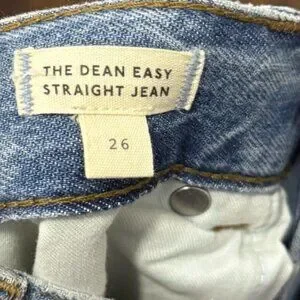 THE DEAN EASY
STRAIGHT JEAN
26